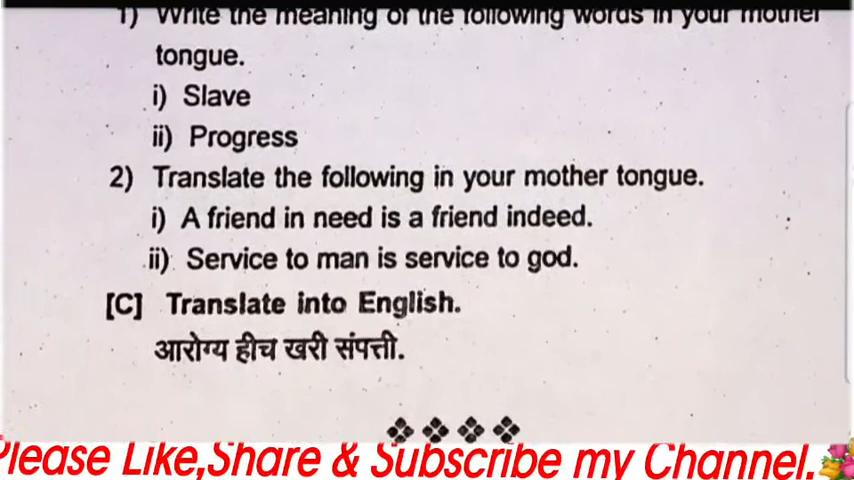 1) Write the meaning of the following words in your mother
tongue.
i) Slave
ii) Progress
2) Translate the following in your mother tongue.
i) A friend in need is a friend indeed.
ii) Service to man is service to god.
[C] Translate into English.
आरोग्य हीच खरी संपत्ती.
Please Like,Share & Subscribe my Channel.